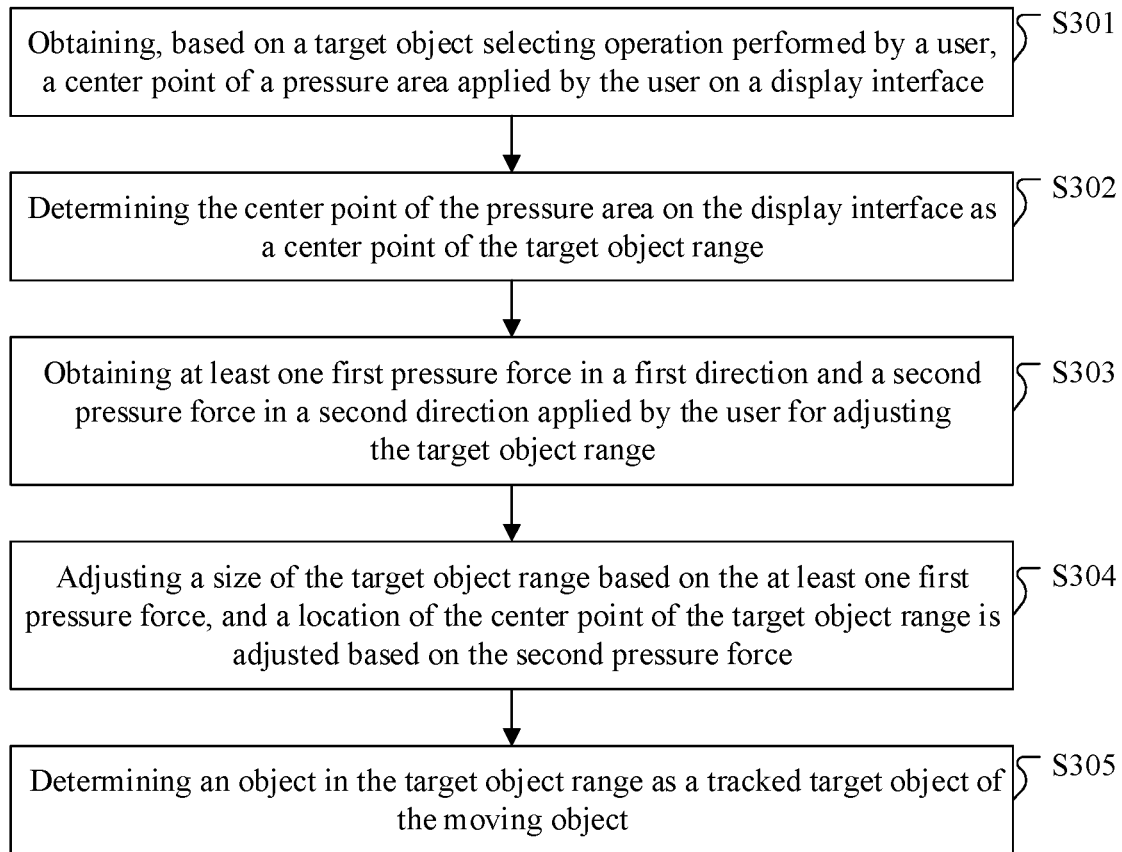 Obtaining, based on a target object selecting operation performed by a user,
a center point of a pressure area applied by the user on a display interface
S301
Determining the center point of the pressure area on the display interface as
a center point of the target object range
S302
Obtaining at least one first pressure force in a first direction and a second
pressure force in a second direction applied by the user for adjusting
the target object range
S303
Adjusting a size of the target object range based on the at least one first
pressure force, and a location of the center point of the target object range is
adjusted based on the second pressure force
S304
Determining an object in the target object range as a tracked target object of
the moving object
S305